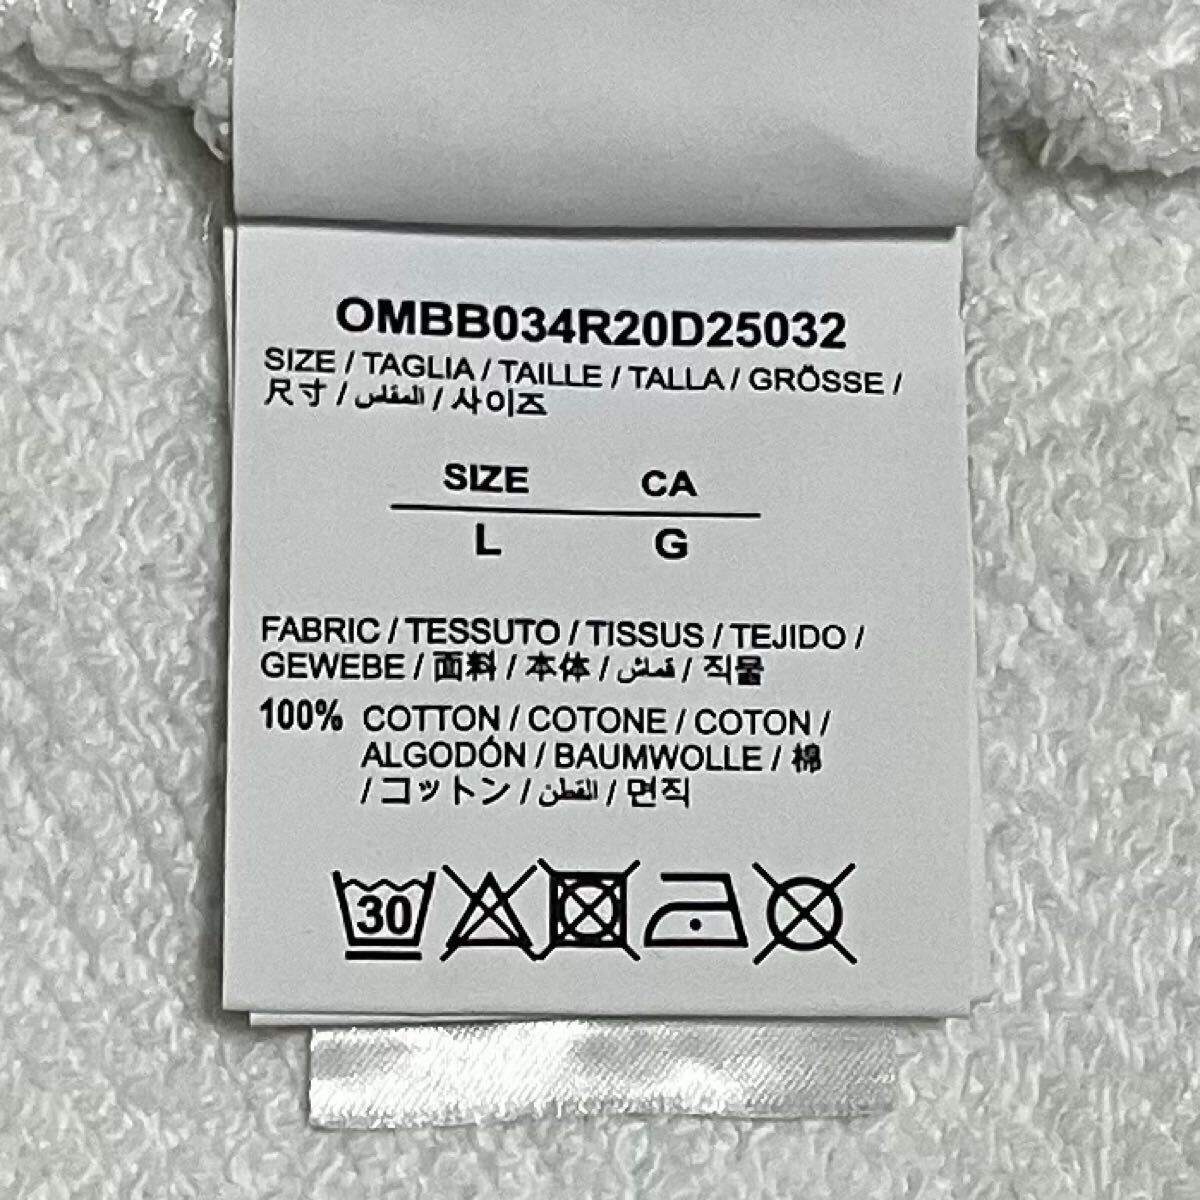 OMBB034R20D25032
SIZE / TAGLIA / TAILLE / TALLA / GRÖSSE /
尺寸 / المقاس / 사이즈
SIZE CA
L G
FABRIC / TESSUTO / TISSUS / TEJIDO /
GEWEBE / 面料 / 本体 / قماش / 직물
100% COTTON / COTONE / COTON /
ALGODÓN / BAUMWOLLE / 棉
/ コットン / القطن / 면직
30